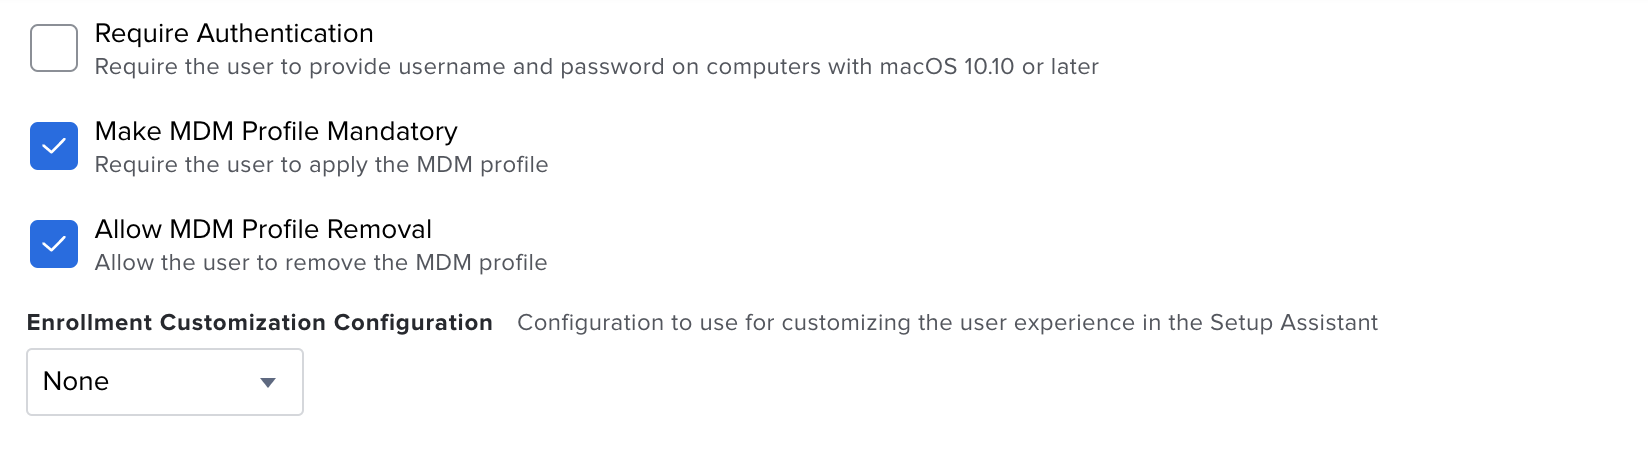 Require Authentication
Require the user to provide username and password on computers with macOS 10.10 or later
Make MDM Profile Mandatory
Require the user to apply the MDM profile
Allow MDM Profile Removal
Allow the user to remove the MDM profile
Enrollment Customization Configuration Configuration to use for customizing the user experience in the Setup Assistant
None